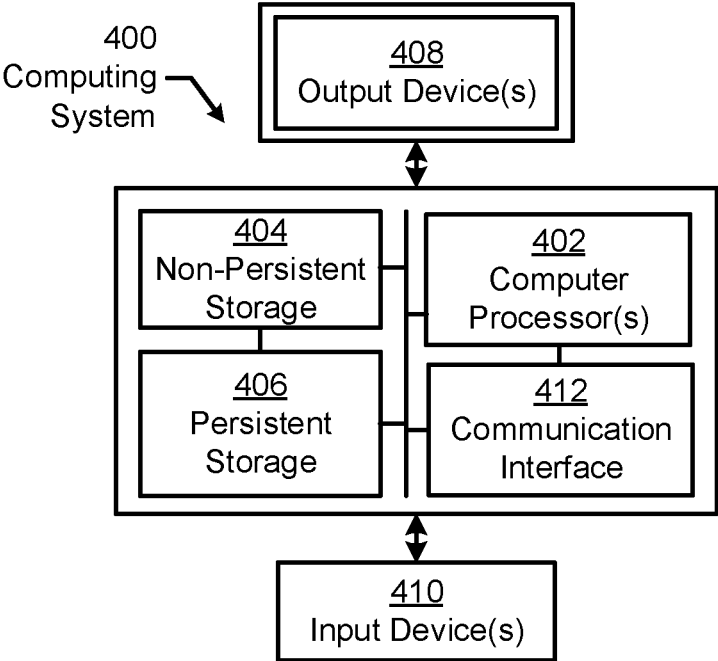 400
Computing
System
408
Output Device(s)
404
Non-Persistent
Storage
402
Computer
Processor(s)
406
Persistent
Storage
412
Communication
Interface
410
Input Device(s)